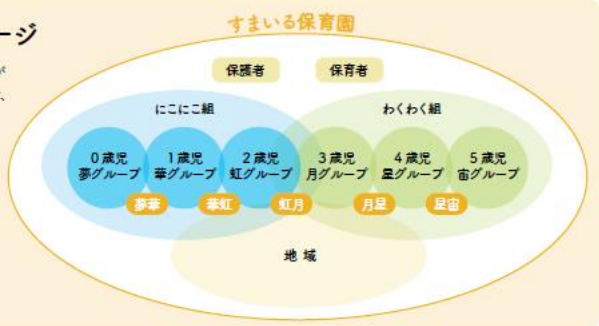 ージ
が
、
すまいる保育園
保護者 保育者
にこにこ組 わくわく組
0歳児 1歳児 2歳児 3歳児 4歳児 5歳児
夢グループ 華グループ 虹グループ 月グループ 星グループ 宙グループ
夢華 華虹 虹月 月星 星宙
地域